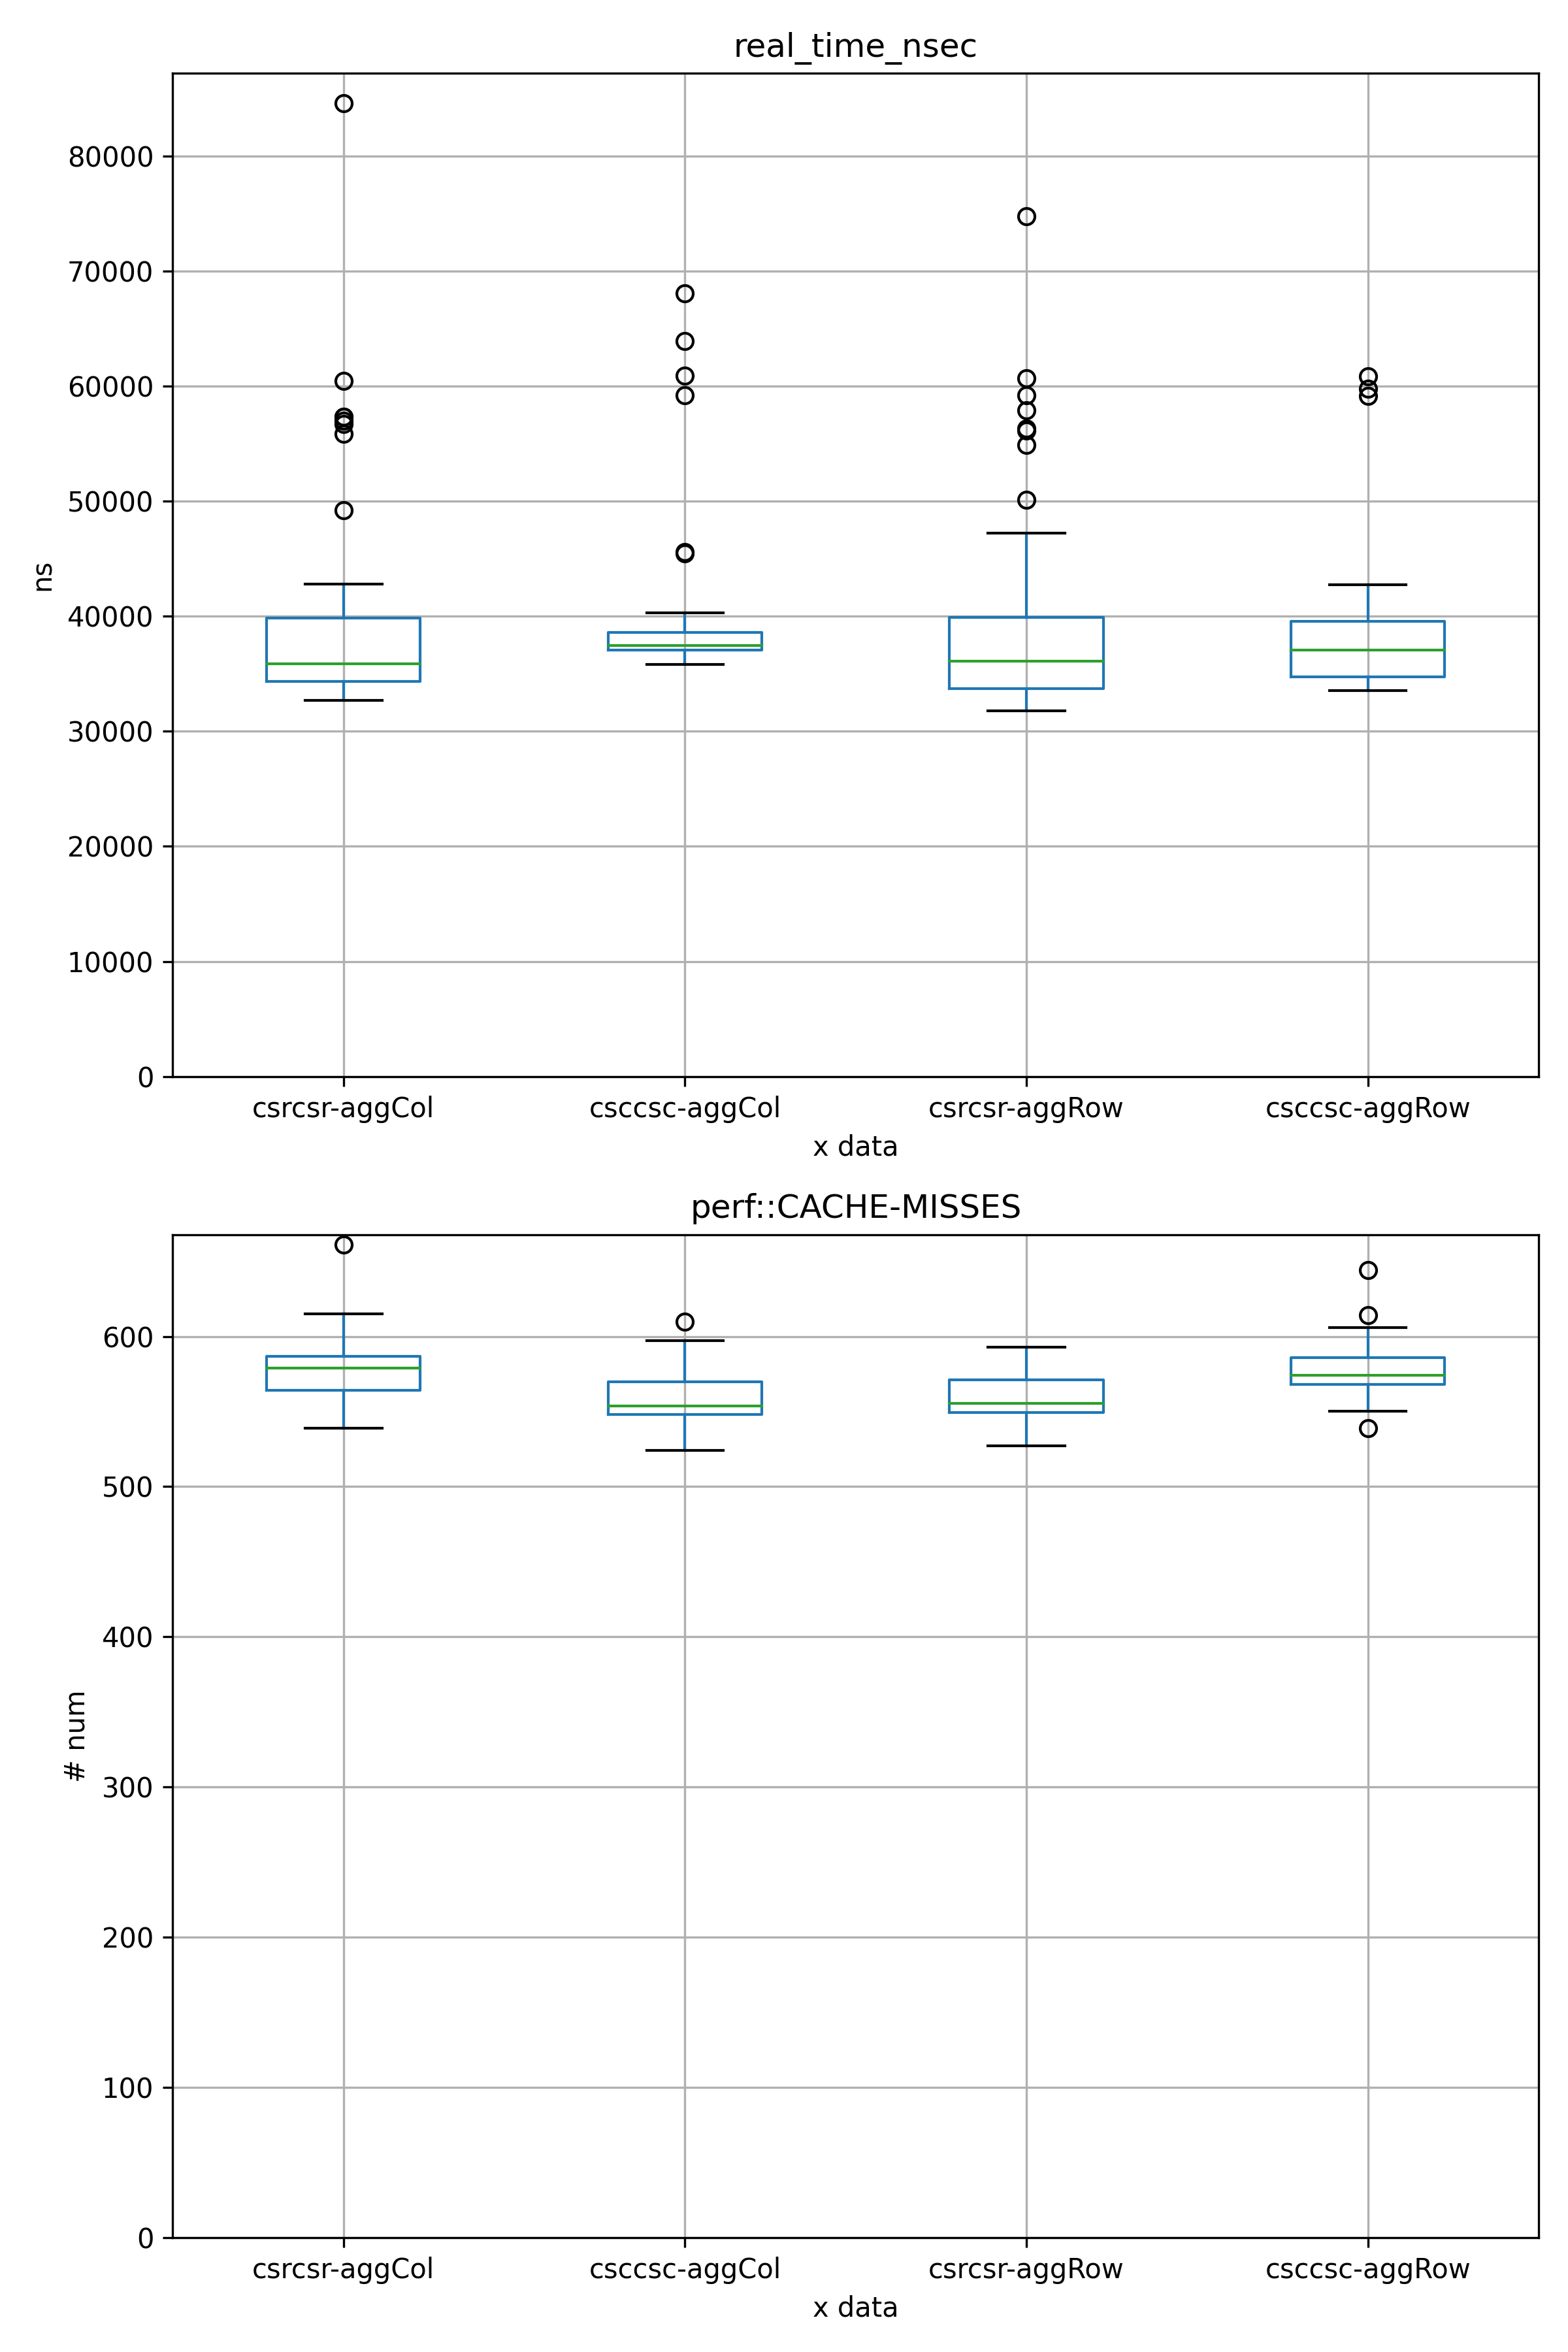 real_time_nsec
80000
70000
60000
50000
40000
30000
20000
10000
0
ns
csrcsr-aggCol csccsc-aggCol csrcsr-aggRow csccsc-aggRow
x data
perf::CACHE-MISSES
600
500
400
300
200
100
0
# num
csrcsr-aggCol csccsc-aggCol csrcsr-aggRow csccsc-aggRow
x data